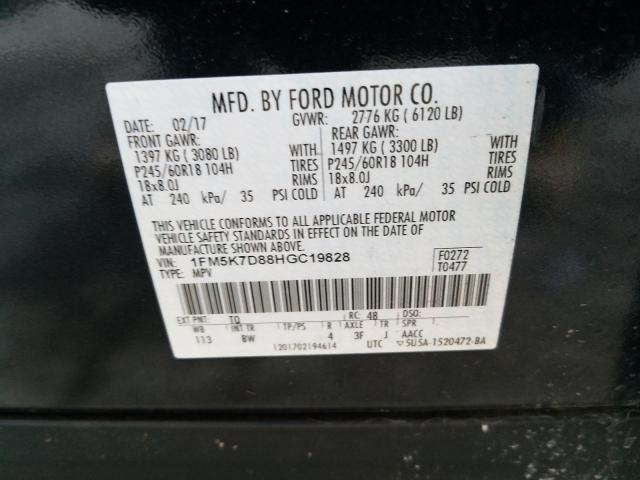 MFD. BY FORD MOTOR CO.
DATE: 02/17 GVWR: 2776 KG ( 6120 LB)
FRONT GAWR: REAR GAWR:
1397 KG ( 3080 LB) WITH 1497 KG ( 3300 LB) WITH
P245/60R18 104H TIRES P245/60R18 104H TIRES
18x8.0J RIMS 18x8.0J RIMS
AT 240 kPa/ 35 PSI COLD AT 240 kPa/ 35 PSI COLD
THIS VEHICLE CONFORMS TO ALL APPLICABLE FEDERAL MOTOR
VEHICLE SAFETY STANDARDS IN EFFECT ON THE DATE OF
MANUFACTURE SHOWN ABOVE.
VIN: 1FM5K7D88HGC19828 F0272
TYPE: MPV T0477
EXT PNT: TQ RC: 48 DSO:
WB INT TR TP/PS R AXLE TR SPR
113 BW 4 3F J AACC
1201702194614 UTC ▽5U5A-1520472-BA